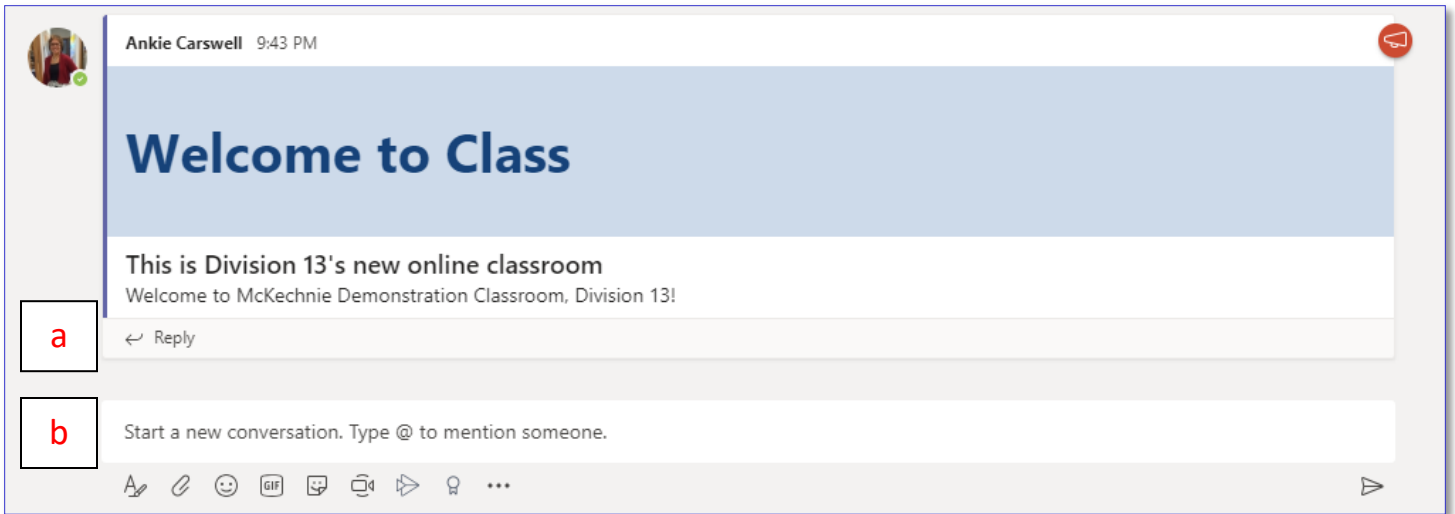 Ankie Carswell 9:43 PM
Welcome to Class
This is Division 13's new online classroom
Welcome to McKechnie Demonstration Classroom, Division 13!
a
Reply
b
Start a new conversation. Type @ to mention someone.
GIF